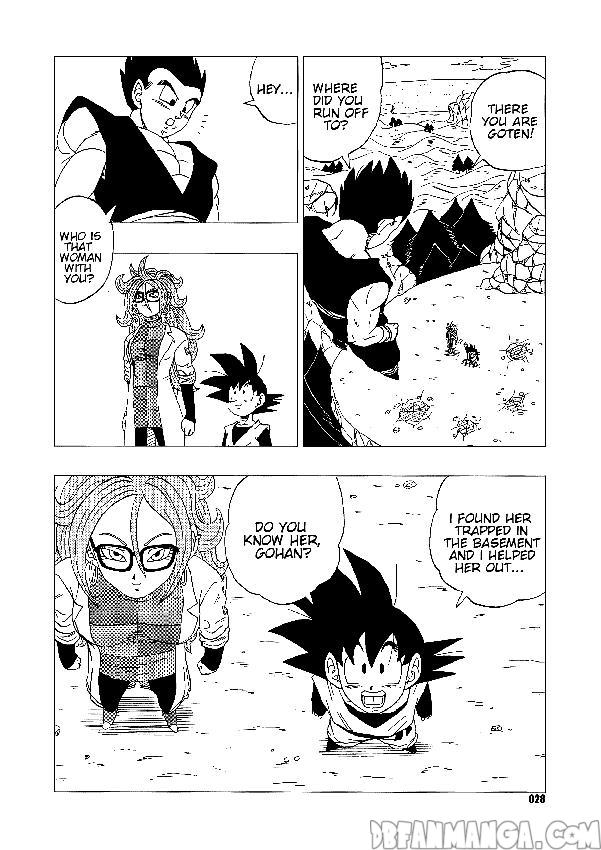 THERE
YOU ARE
GOTEN!
WHERE
DID YOU
RUN OFF
TO?
HEY...
WHO IS
THAT
WOMAN
WITH
YOU?
I FOUND HER
TRAPPED IN
THE BASEMENT
AND I HELPED
HER OUT...
DO YOU
KNOW HER,
GOHAN?
028
DBFANMANGA.COM